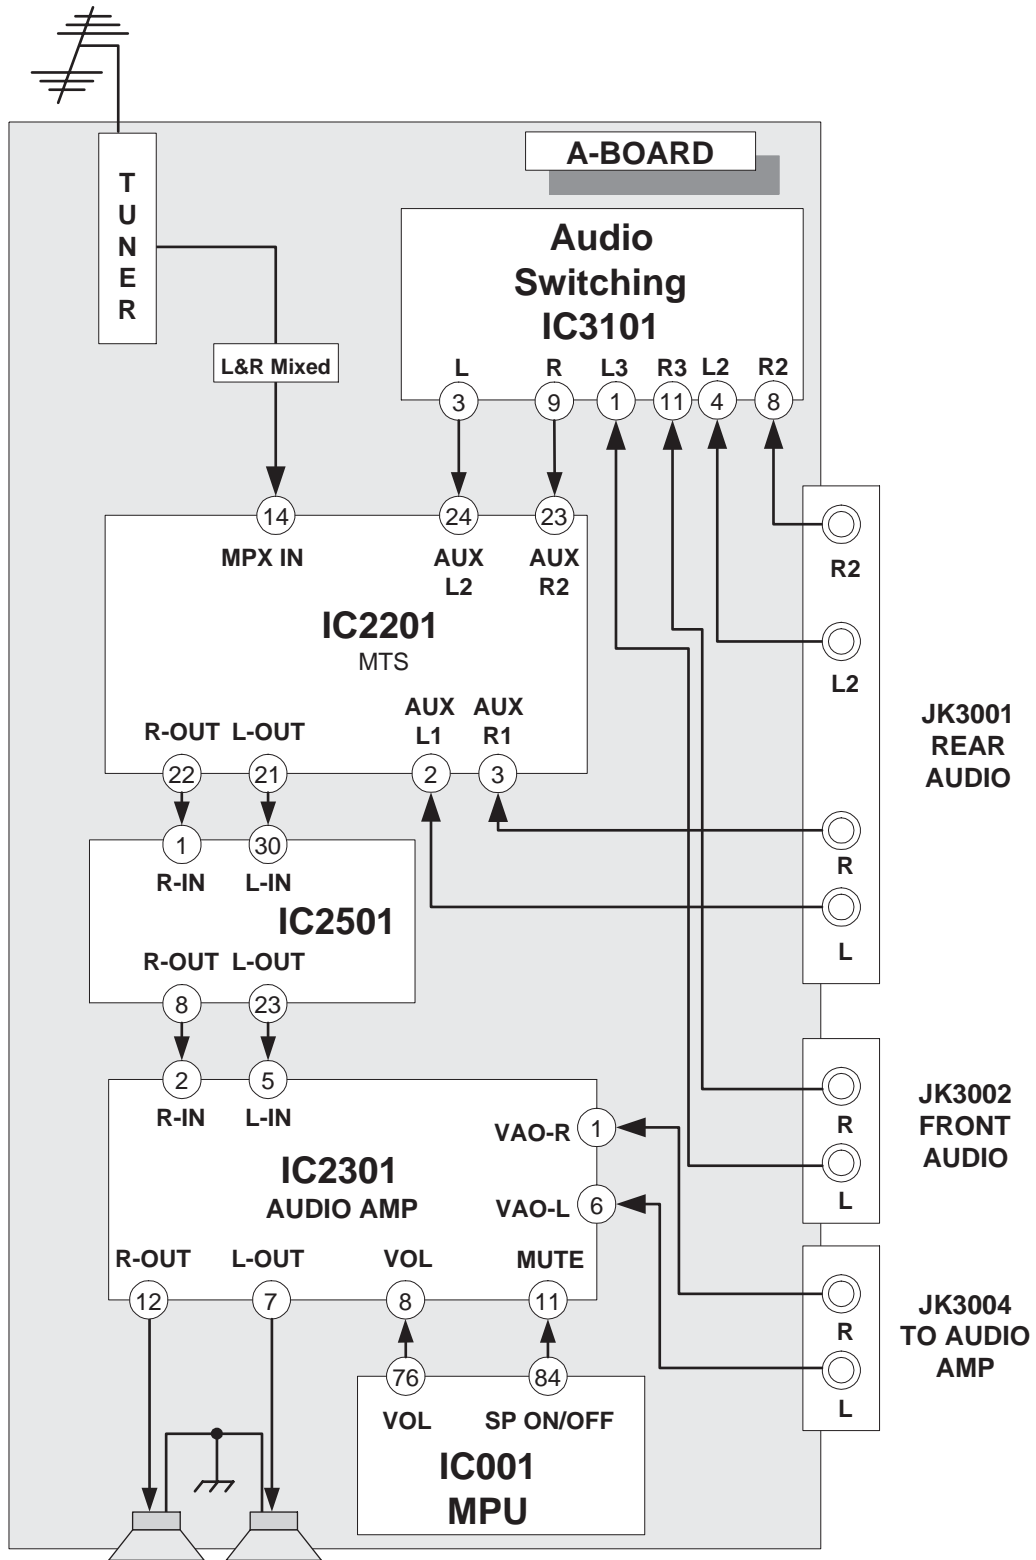 A-BOARD
T
U
N
E
R
Audio
Switching
IC3101
L&R Mixed
L R L3 R3 L2 R2
3 9 1 11 4 8
14 24 23
MPX IN AUX AUX
L2 R2
R2
IC2201
MTS
L2
AUX AUX
R-OUT L-OUT L1 R1
22 21 2 3
JK3001
REAR
AUDIO
1 30
R-IN L-IN
R
IC2501
L
R-OUT L-OUT
8 23
2 5
R-IN L-IN
VAO-R 1
IC2301
AUDIO AMP
VAO-L 6
R
L
JK3002
FRONT
AUDIO
R-OUT L-OUT VOL MUTE
12 7 8 11
R
L
JK3004
TO AUDIO
AMP
76 84
VOL SP ON/OFF
IC001
MPU